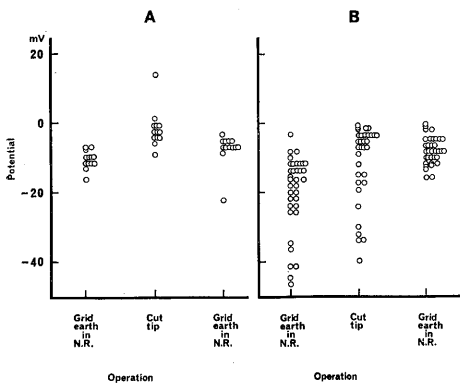 A
B
mV
20
0
-20
-40
Potential
Grid earth in N.R.
Cut tip
Grid earth in N.R.
Grid earth in N.R.
Cut tip
Grid earth in N.R.
Operation
Operation